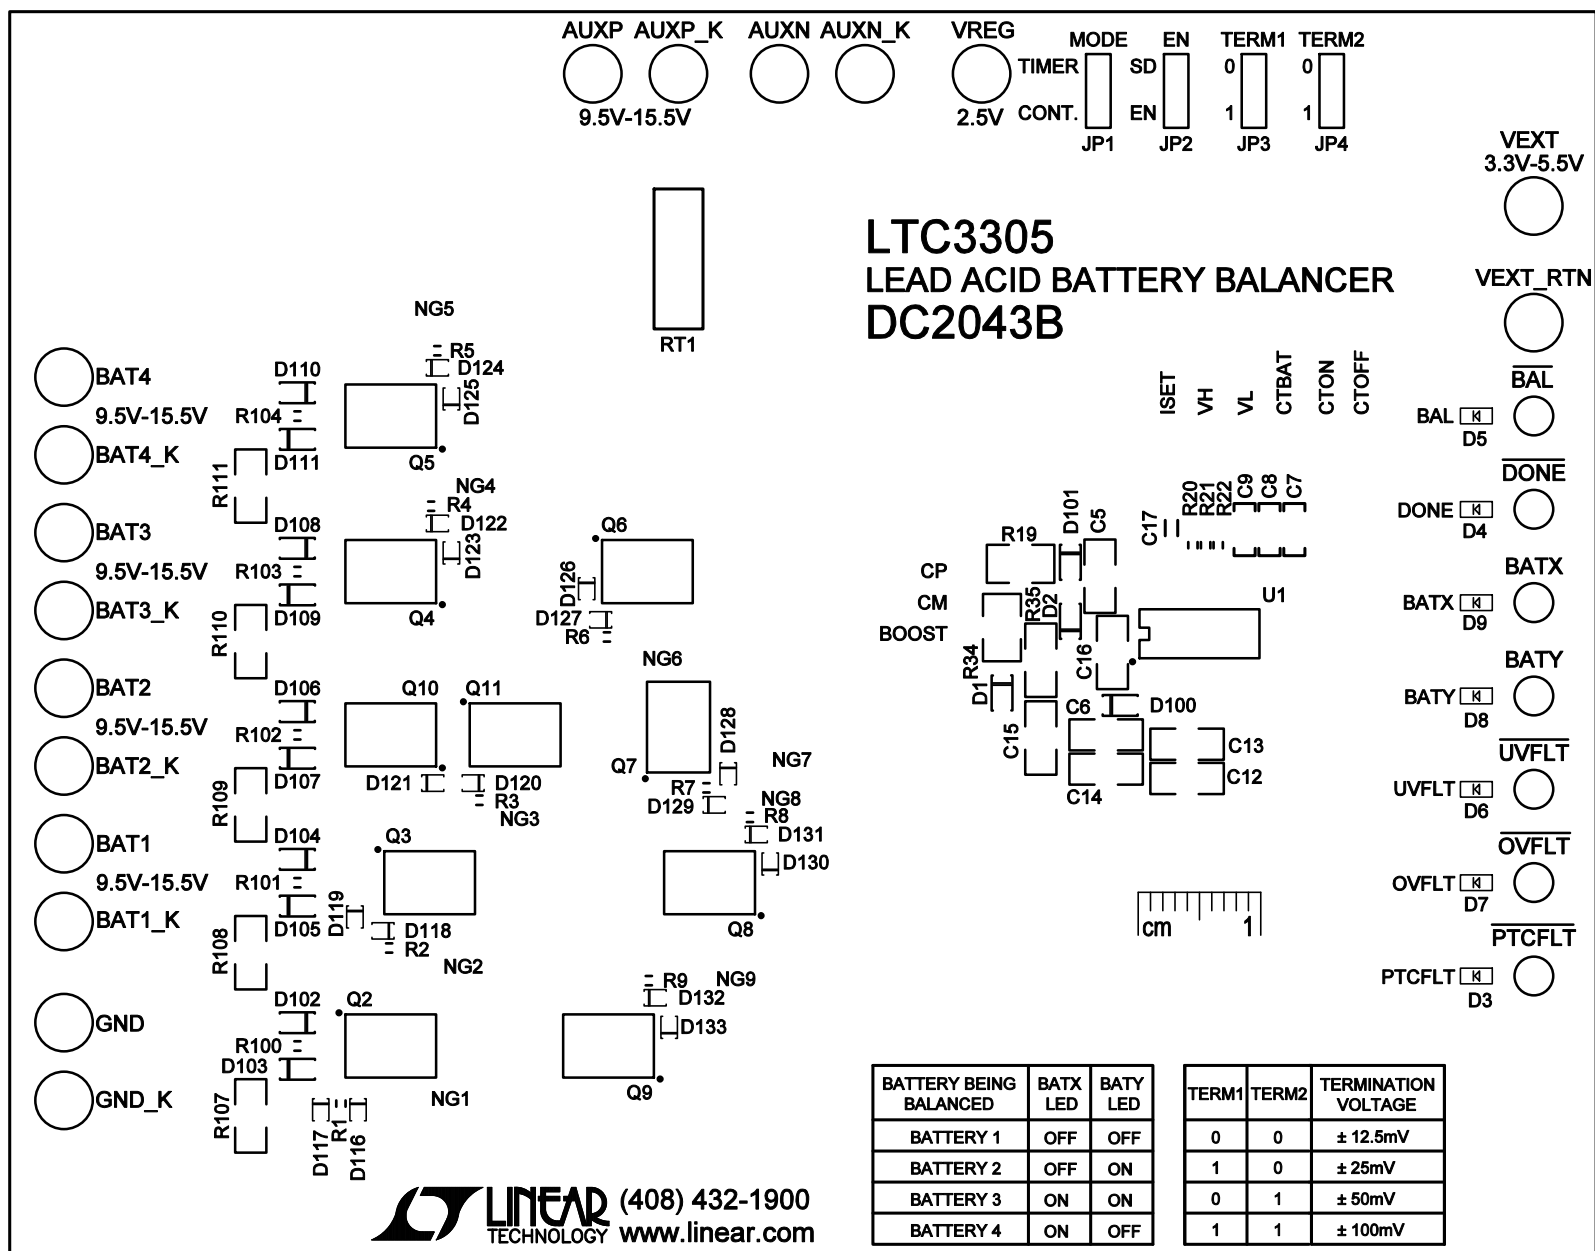 AUXP AUXP_K AUXN AUXN_K VREG
9.5V-15.5V
2.5V
MODE EN TERM1 TERM2
TIMER SD 0 0
CONT. EN 1 1
JP1 JP2 JP3 JP4
VEXT
3.3V-5.5V
VEXT_RTN
LTC3305
LEAD ACID BATTERY BALANCER
DC2043B
RT1
NG5
R5
D124
D125
D110
BAT4
9.5V-15.5V
R104
BAT4_K
D111
Q5
R111
NG4
R4
D122
D123
D108
BAT3
9.5V-15.5V
R103
BAT3_K
D109
Q4
R110
Q6
D126
D127
R6
NG6
D106
BAT2
9.5V-15.5V
R102
BAT2_K
D107
R109
Q10
Q11
D121
D120
R3
NG3
Q7
D128
NG7
R7
D129
NG8
R8
D131
D130
Q8
D104
BAT1
9.5V-15.5V
R101
BAT1_K
D105
R108
Q3
D119
D118
R2
NG2
R9
NG9
D132
D133
Q9
D102
Q2
GND
R100
D103
GND_K
R107
D117
R1
D116
NG1
ISET
VH
VL
CTBAT
CTON
CTOFF
C17
R20
R21
R22
C9
C8
C7
CP
CM
BOOST
R19
D101
C5
R35
D2
R34
D1
C16
U1
C15
C6
D100
C13
C12
C14
BAL
BAL
D5
DONE
DONE
D4
BATX
BATX
D9
BATY
BATY
D8
UVFLT
UVFLT
D6
OVFLT
OVFLT
D7
PTCFLT
PTCFLT
D3
cm 1
BATTERY BEING BALANCED BATX LED BATY LED
BATTERY 1 OFF OFF
BATTERY 2 OFF ON
BATTERY 3 ON ON
BATTERY 4 ON OFF
TERM1 TERM2 TERMINATION VOLTAGE
0 0 ± 12.5mV
1 0 ± 25mV
0 1 ± 50mV
1 1 ± 100mV
LINEAR (408) 432-1900
TECHNOLOGY www.linear.com